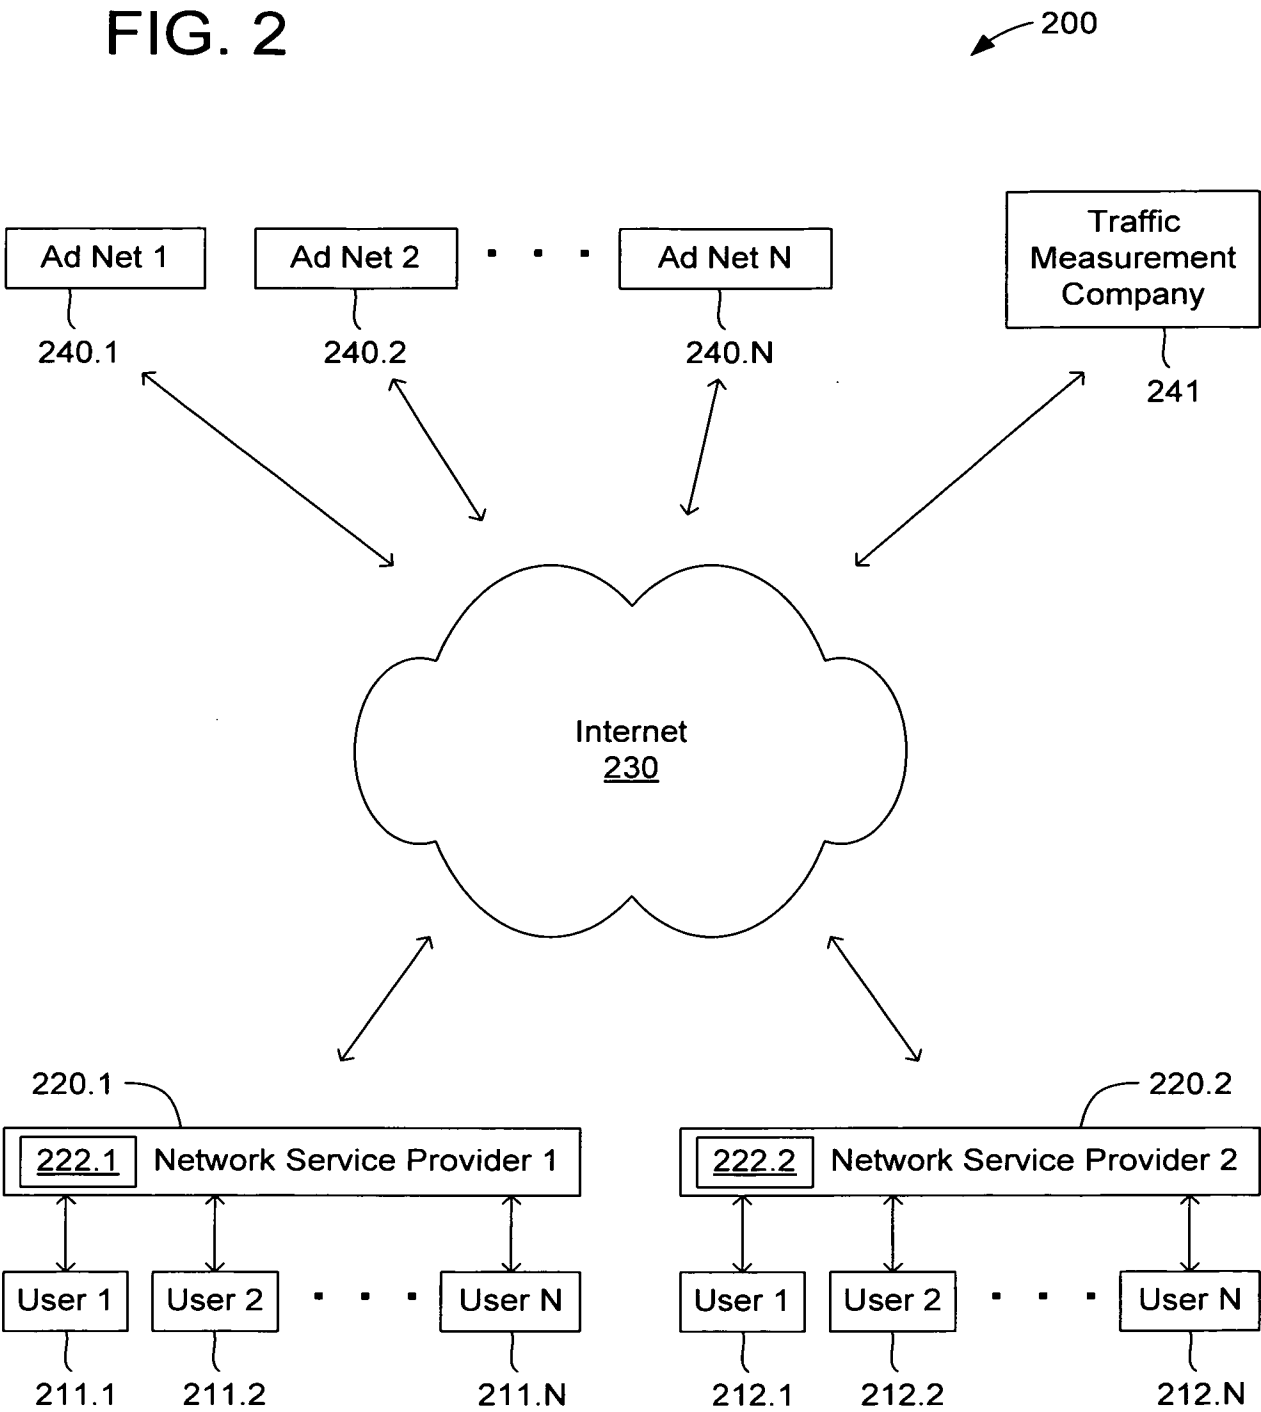 FIG. 2
200
Ad Net 1
Ad Net 2
Ad Net N
Traffic
Measurement
Company
240.1
240.2
240.N
241
Internet
230
220.1
220.2
222.1 Network Service Provider 1
222.2 Network Service Provider 2
User 1
User 2
User N
User 1
User 2
User N
211.1
211.2
211.N
212.1
212.2
212.N